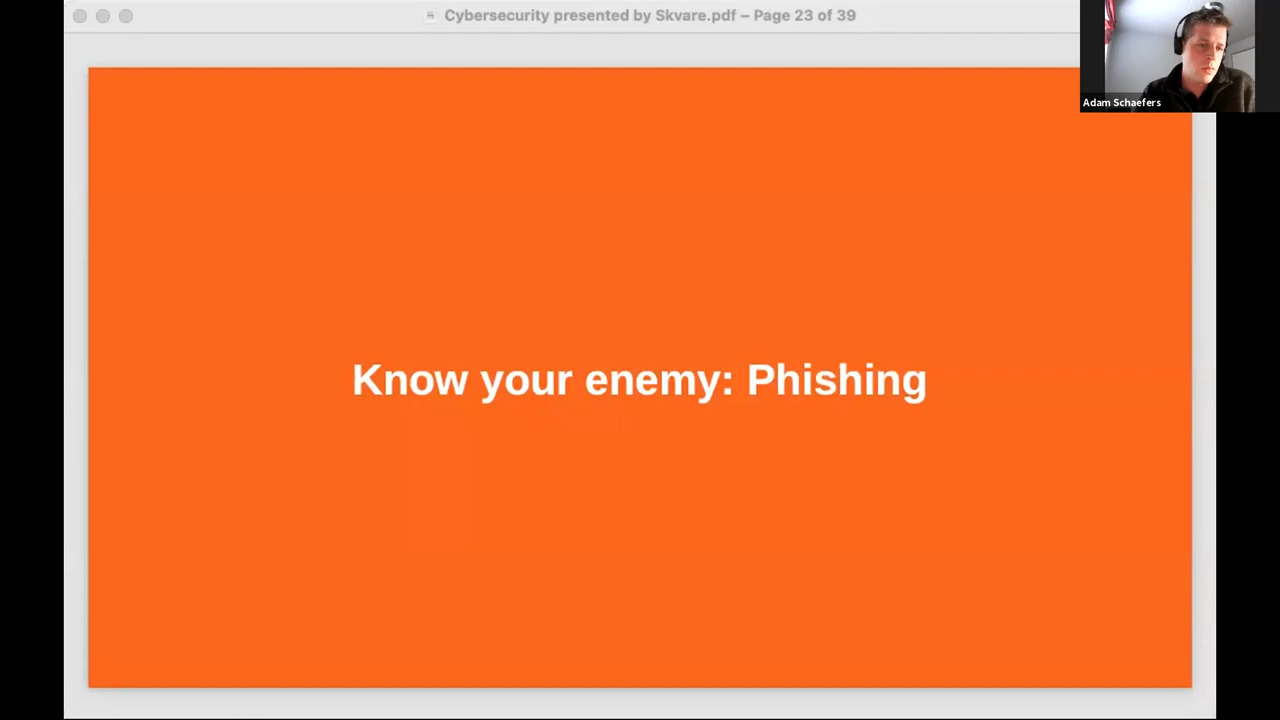 Cybersecurity presented by Skvare.pdf – Page 23 of 39
Adam Schaefers
Know your enemy: Phishing